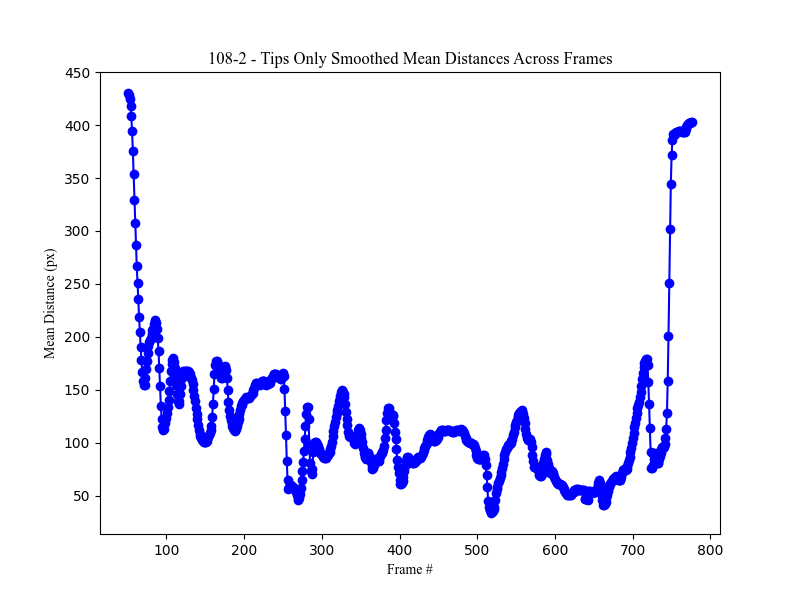 108-2 - Tips Only Smoothed Mean Distances Across Frames
450
400
350
300
250
200
150
100
50
Mean Distance (px)
100 200 300 400 500 600 700 800
Frame #